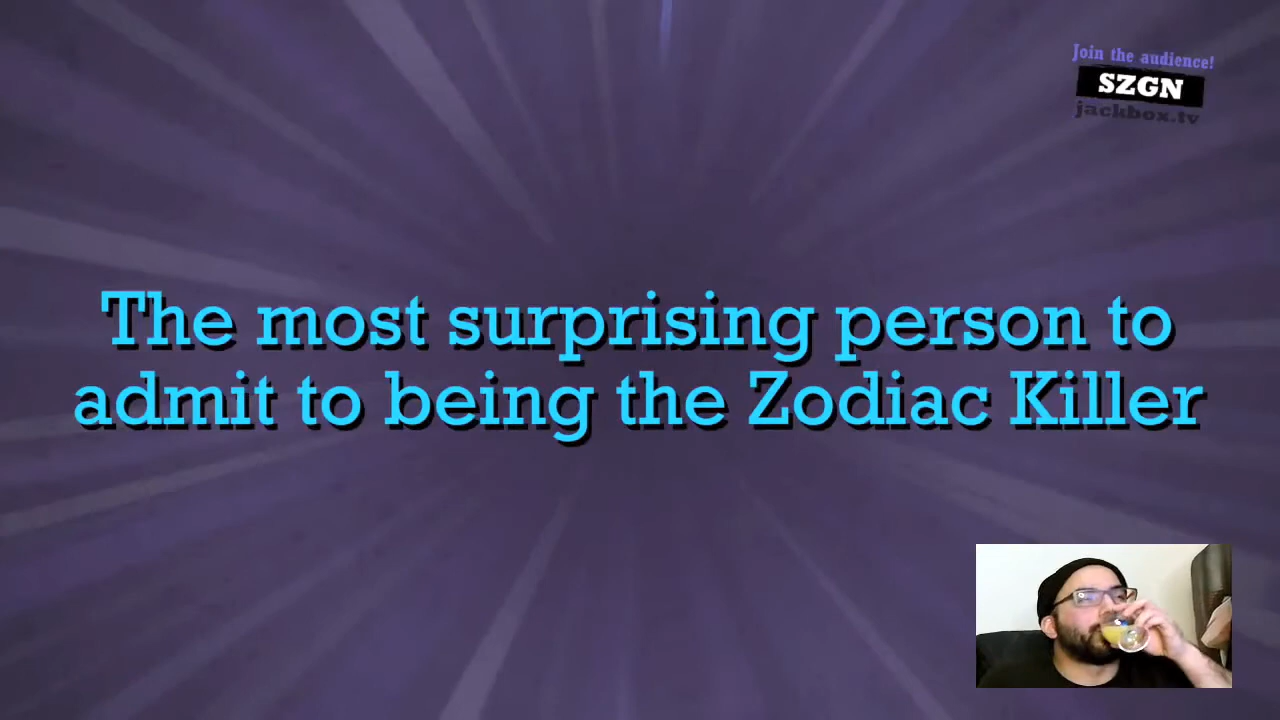 Join the audience!
SZGN
jackbox.tv
The most surprising person to
admit to being the Zodiac Killer